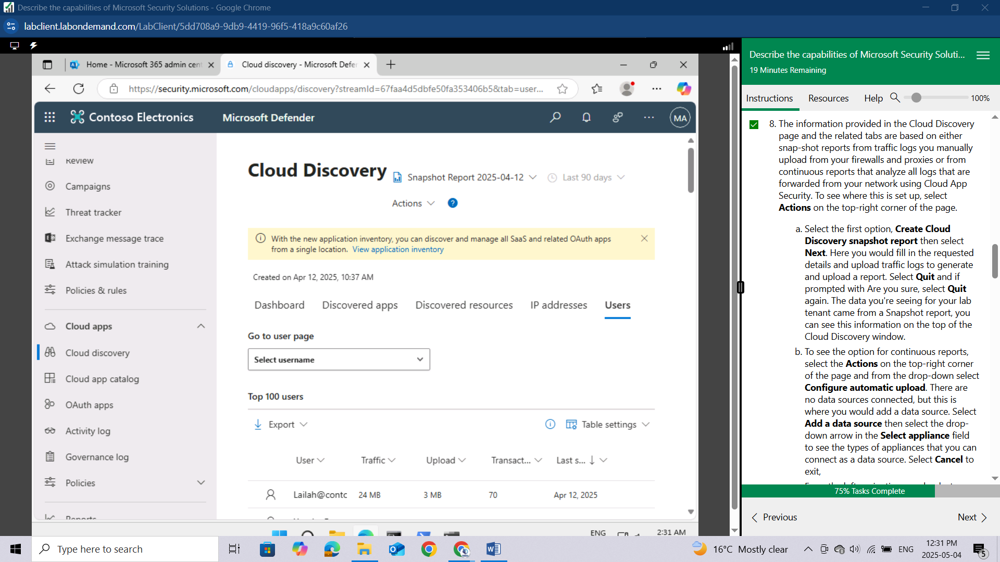 Describe the capabilities of Microsoft Security Solutions - Google Chrome
labclient.labondemand.com/LabClient/5dd708a9-9db9-4419-96f5-418a9c60af26
Home - Microsoft 365 admin cent
Cloud discovery - Microsoft Defer
https://security.microsoft.com/cloudapps/discovery?streamId=67faa4d5dbfe50fa353406b5&tab=user...
Contoso Electronics
Microsoft Defender
MA
Review
Campaigns
Threat tracker
Exchange message trace
Attack simulation training
Policies & rules
Cloud apps
Cloud discovery
Cloud app catalog
OAuth apps
Activity log
Governance log
Policies
Reports
Cloud Discovery
Snapshot Report 2025-04-12
Last 90 days
Actions
With the new application inventory, you can discover and manage all SaaS and related OAuth apps
from a single location. View application inventory
Created on Apr 12, 2025, 10:37 AM
Dashboard Discovered apps Discovered resources IP addresses Users
Go to user page
Select username
Top 100 users
Export
Table settings
User Traffic Upload Transact... Last s...
Lailah@contc 24 MB 3 MB 70 Apr 12, 2025
ENG
2:31 AM
Describe the capabilities of Microsoft Security Soluti...
19 Minutes Remaining
Instructions Resources Help 100%
8. The information provided in the Cloud Discovery
page and the related tabs are based on either
snap-shot reports from traffic logs you manually
upload from your firewalls and proxies or from
continuous reports that analyze all logs that are
forwarded from your network using Cloud App
Security. To see where this is set up, select
Actions on the top-right corner of the page.
a. Select the first option, Create Cloud
Discovery snapshot report then select
Next. Here you would fill in the requested
details and upload traffic logs to generate
and upload a report. Select Quit and if
prompted with Are you sure, select Quit
again. The data you're seeing for your lab
tenant came from a Snapshot report, you
can see this information on the top of the
Cloud Discovery window.
b. To see the option for continuous reports,
select the Actions on the top-right corner
of the page and from the drop-down select
Configure automatic upload. There are
no data sources connected, but this is
where you would add a data source. Select
Add a data source then select the drop-
down arrow in the Select appliance field
to see the types of appliances that you can
connect as a data source. Select Cancel to
exit,
75% Tasks Complete
Previous
Next
Type here to search
16°C Mostly clear
ENG
12:31 PM
2025-05-04
5